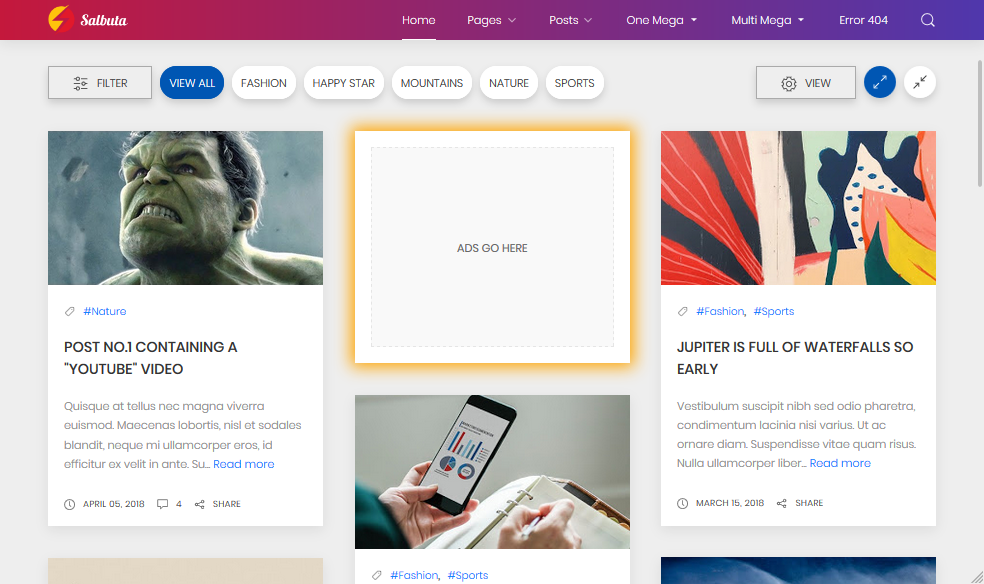 Salbuta
Home Pages Posts One Mega Multi Mega Error 404
FILTER VIEW ALL FASHION HAPPY STAR MOUNTAINS NATURE SPORTS VIEW
#Nature
POST NO.1 CONTAINING A
"YOUTUBE" VIDEO
Quisque at tellus nec magna viverra
euismod. Maecenas lobortis, nisl et sodales
blandit, neque mi ullamcorper eros, id
efficitur ex velit in ante. Su... Read more
APRIL 05, 2018 4 SHARE
ADS GO HERE
#Fashion, #Sports
#Fashion, #Sports
JUPITER IS FULL OF WATERFALLS SO
EARLY
Vestibulum suscipit nibh sed odio pharetra,
condimentum lacinia nisi varius. Ut ac
ornare diam. Suspendisse vitae quam risus.
Nulla ullamcorper liber... Read more
MARCH 15, 2018 SHARE